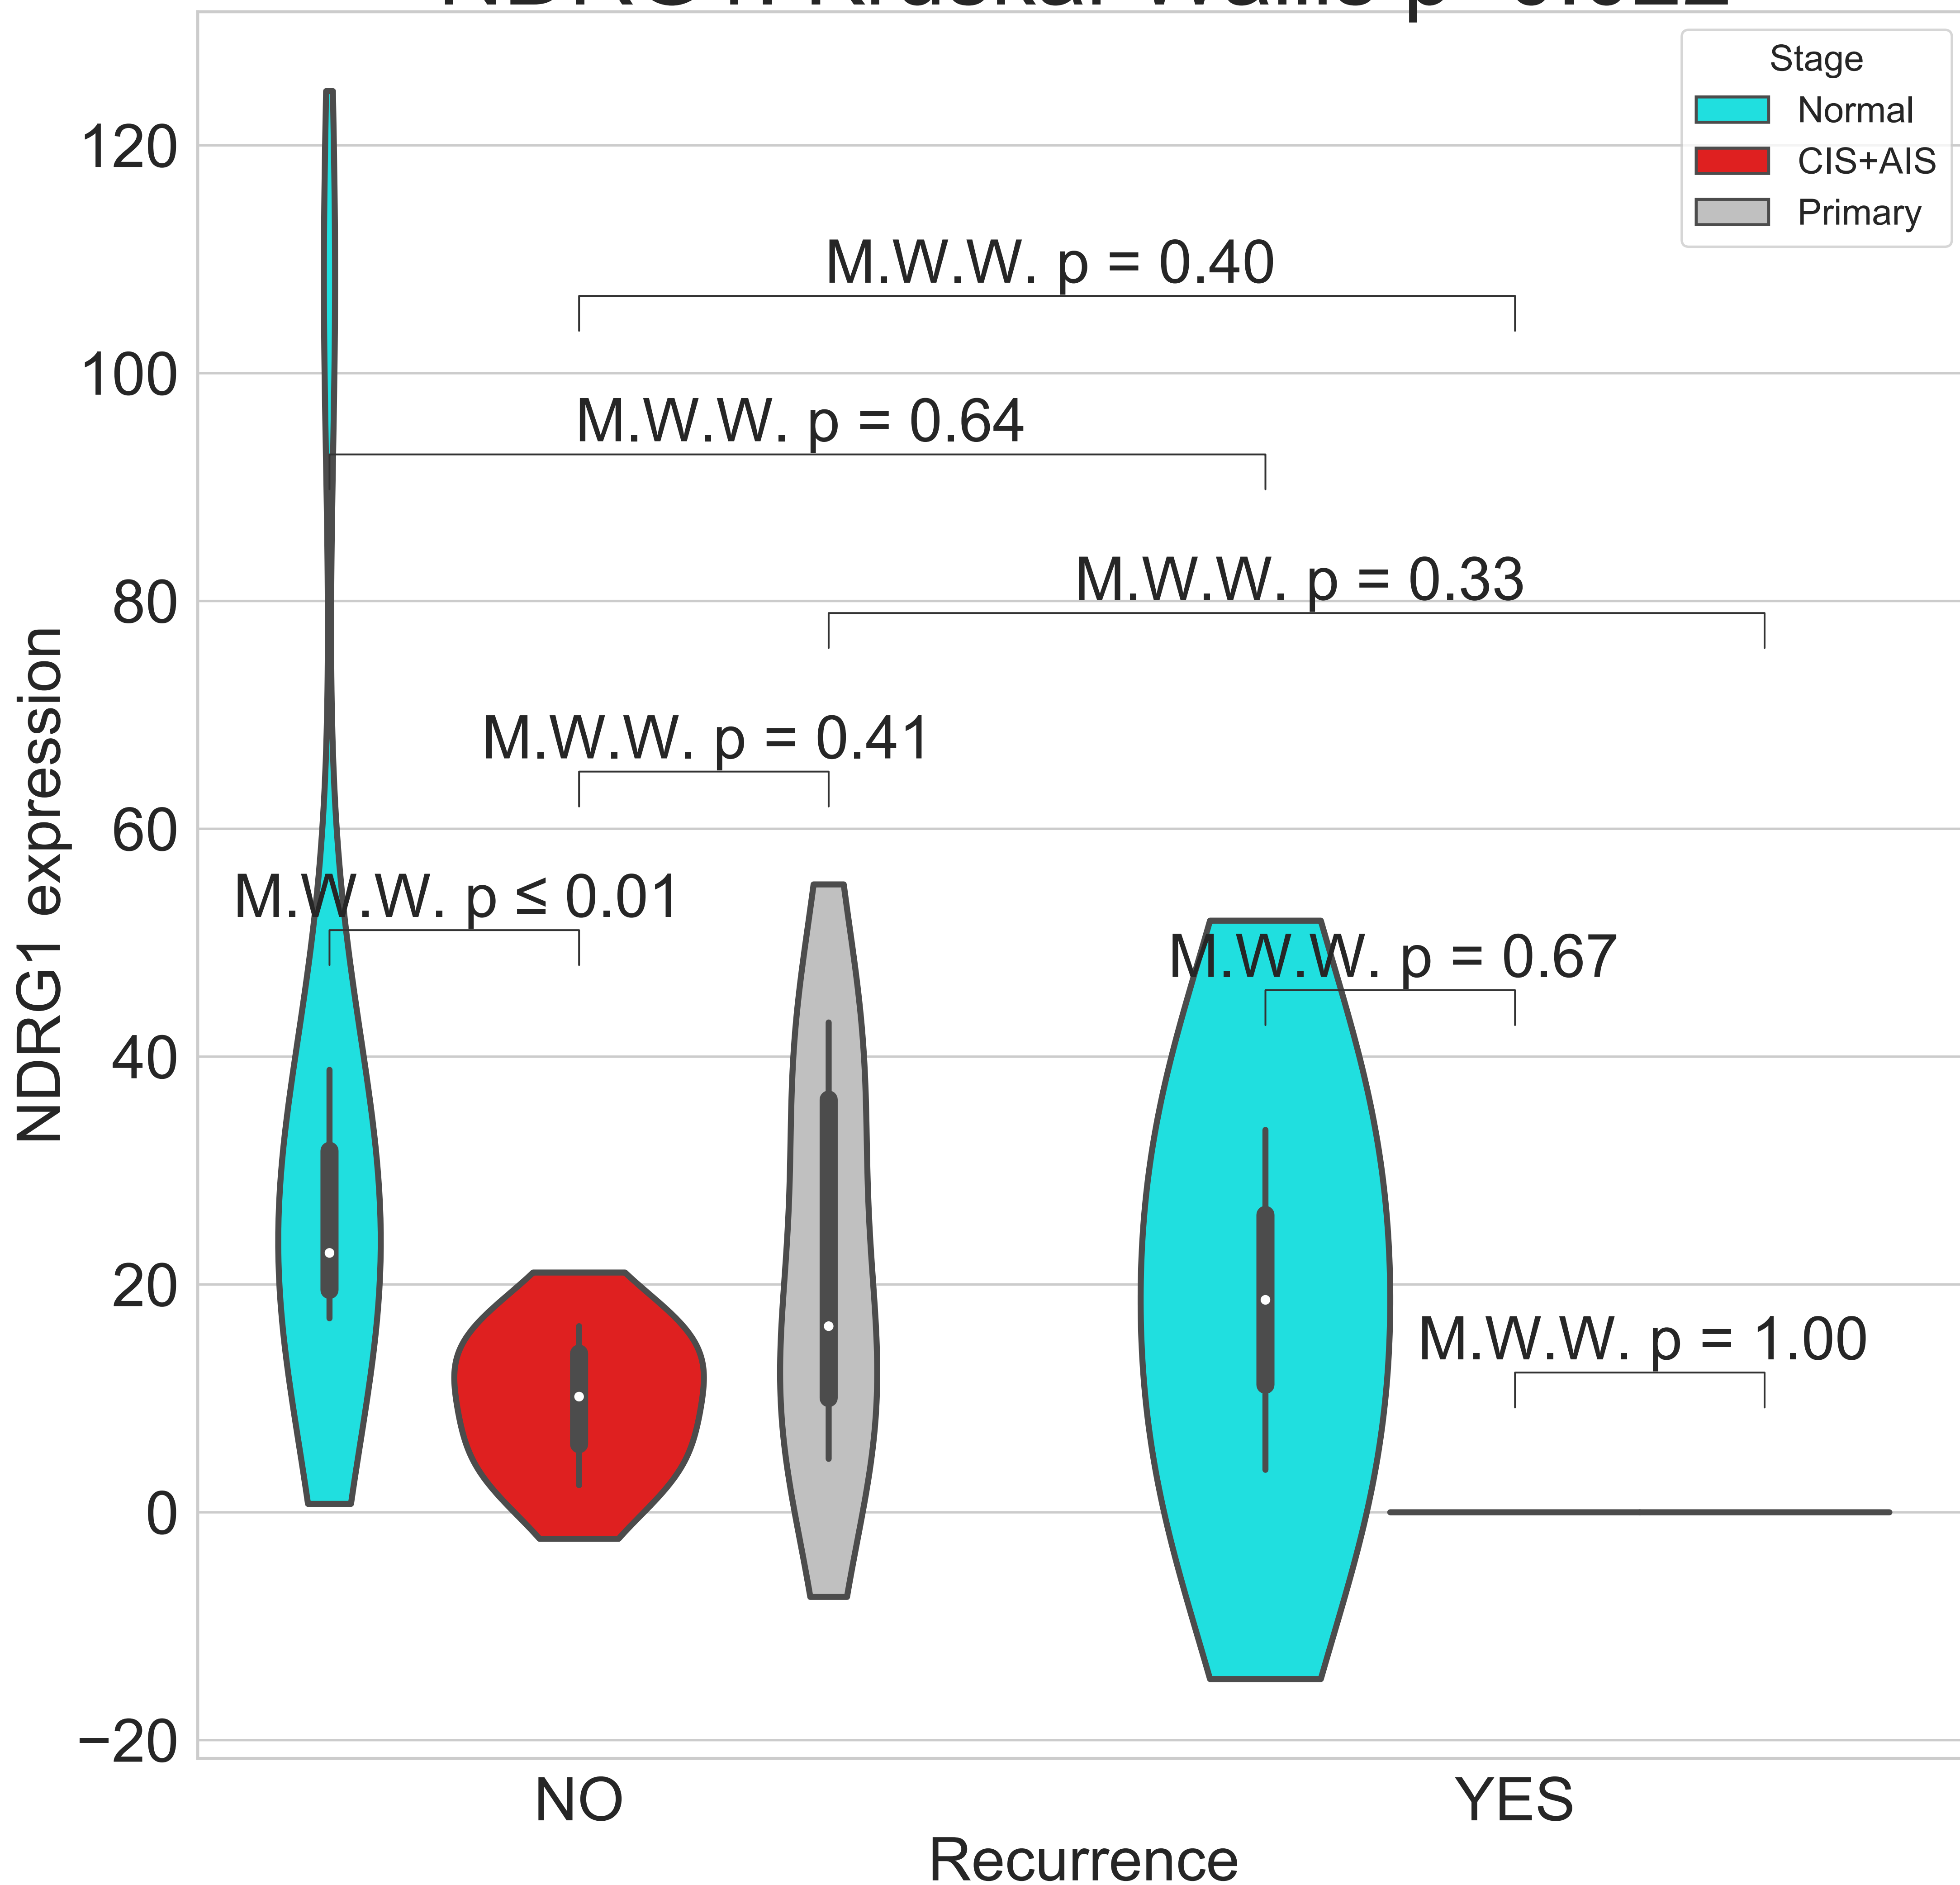 Stage
Normal
CIS+AIS
Primary
120
100
80
60
40
20
0
−20
NDRG1 expression
M.W.W. p = 0.40
M.W.W. p = 0.64
M.W.W. p = 0.33
M.W.W. p = 0.41
M.W.W. p ≤ 0.01
M.W.W. p = 0.67
M.W.W. p = 1.00
NO
YES
Recurrence